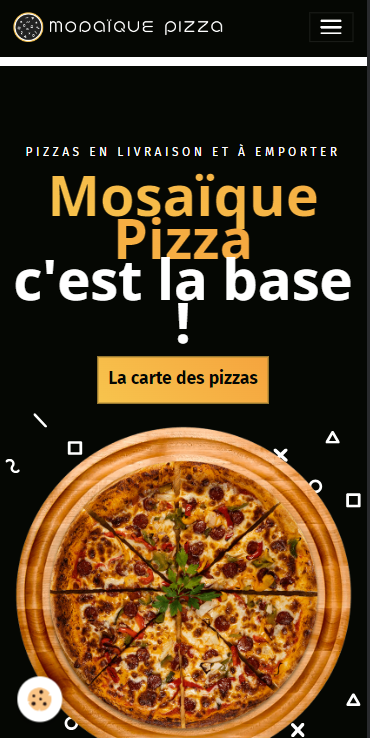 mosaïque pizza
PIZZAS EN LIVRAISON ET À EMPORTER
Mosaïque
Pizza
c'est la base
!
La carte des pizzas